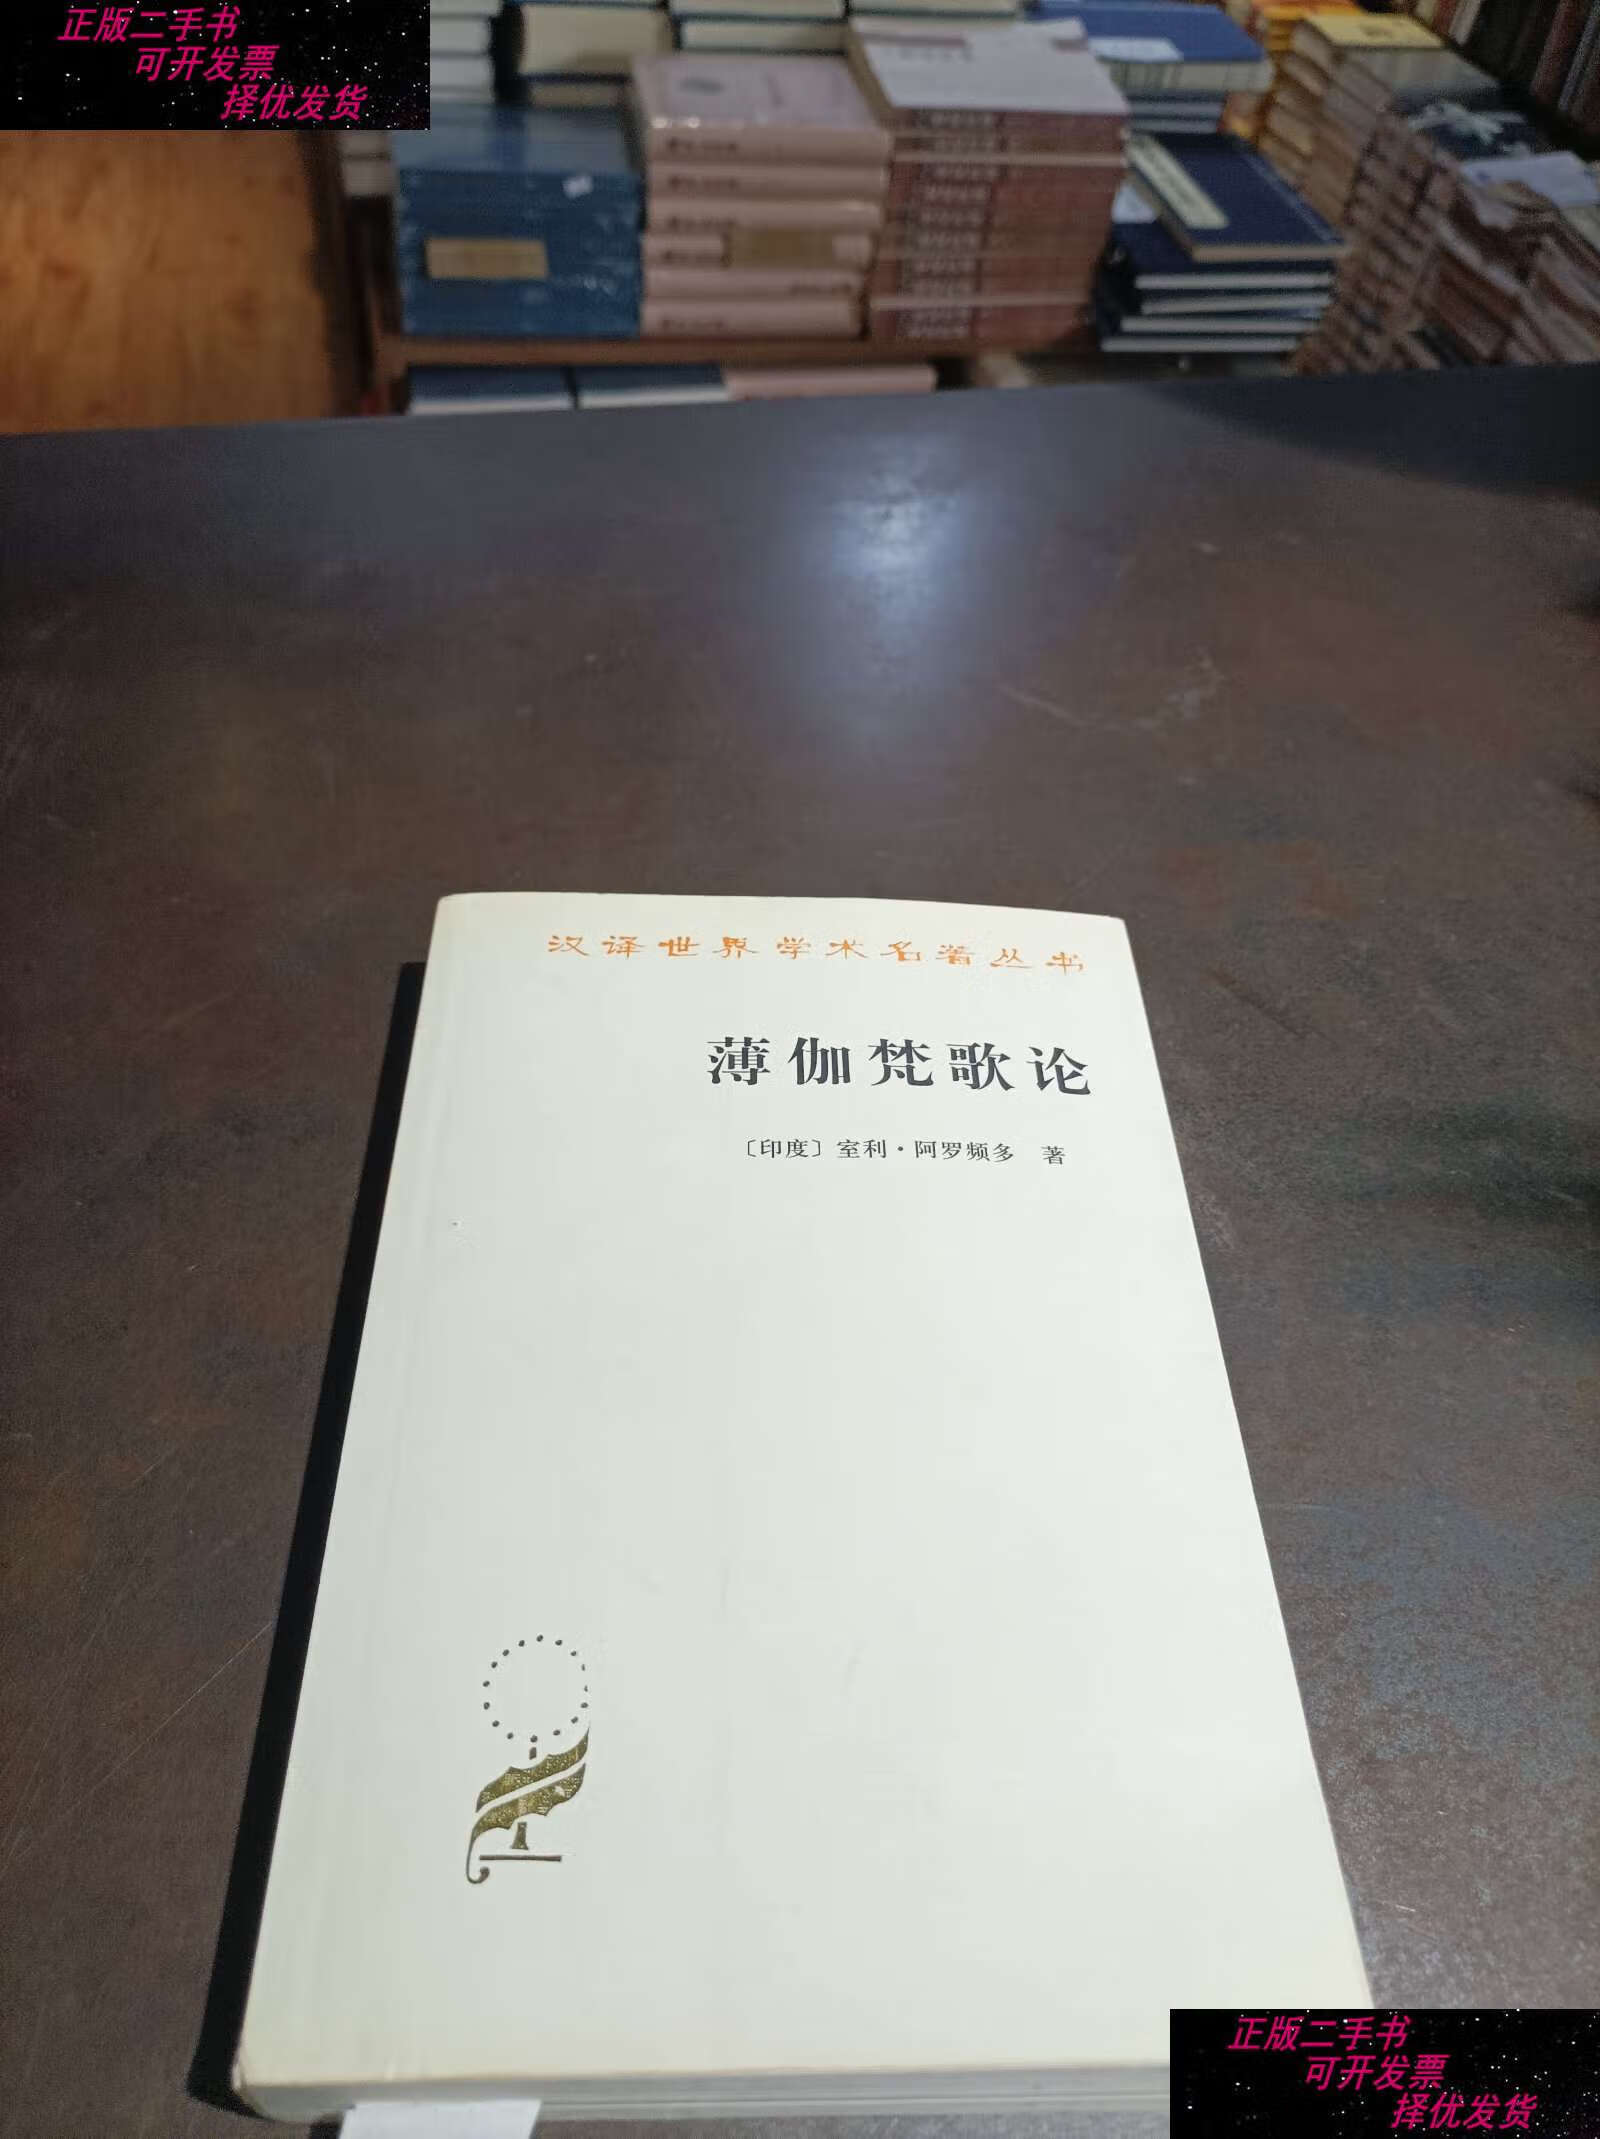 正版二手书
可开发票
择优发货
汉译世界学术名著丛书
薄伽梵歌论
〔印度〕室利·阿罗频多 著
正版二手书
可开发票
择优发货